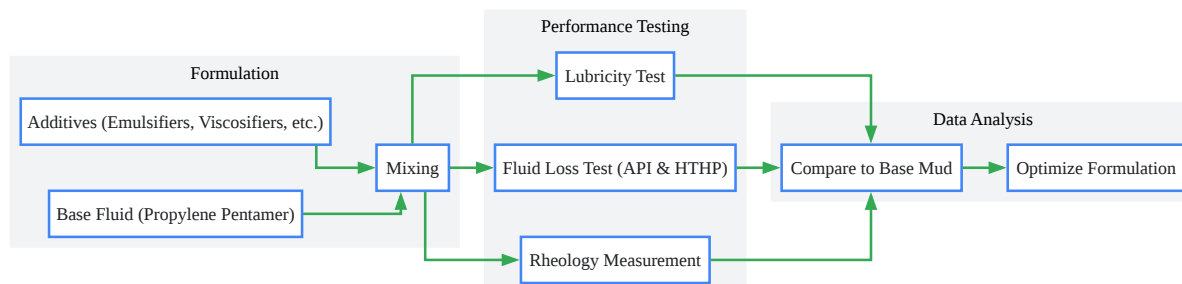 Performance Testing
Formulation
Lubricity Test
Additives (Emulsifiers, Viscosifiers, etc.)
Data Analysis
Mixing
Fluid Loss Test (API & HTHP)
Compare to Base Mud
Optimize Formulation
Base Fluid (Propylene Pentamer)
Rheology Measurement